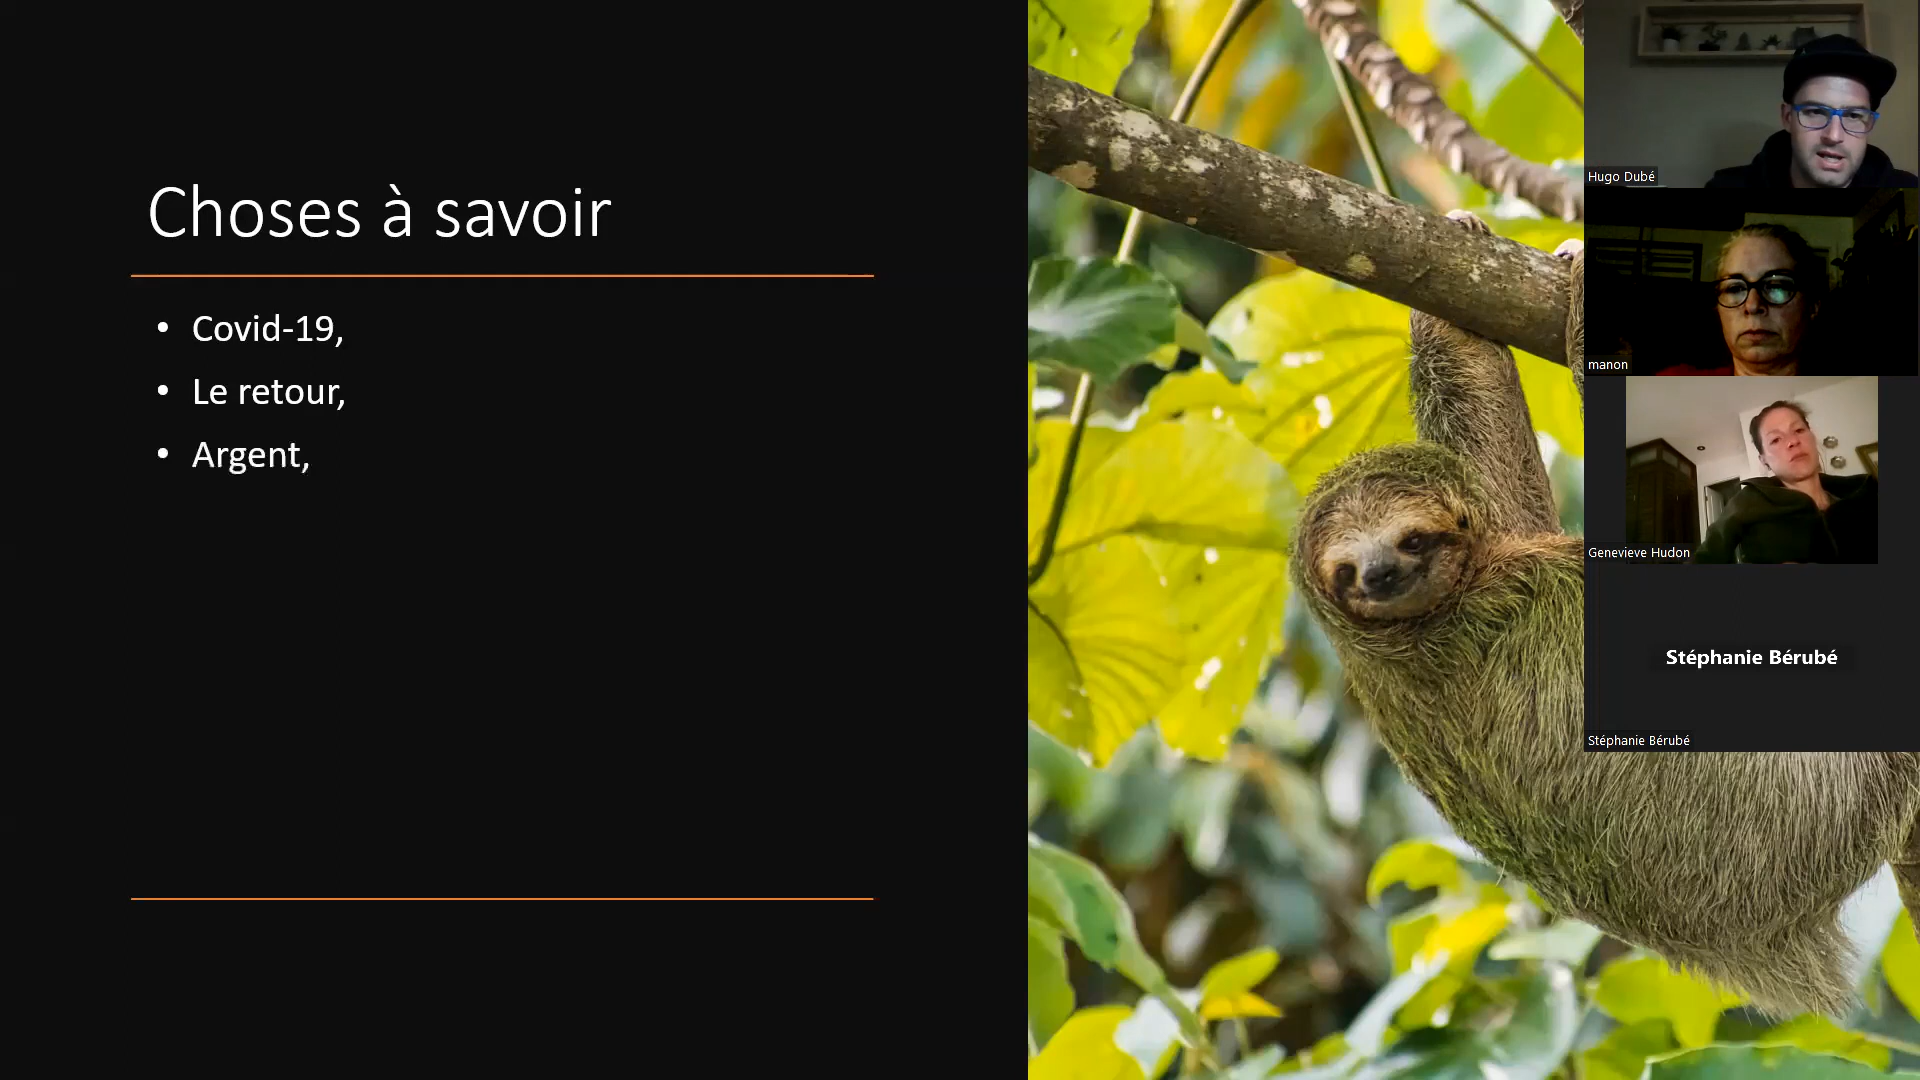 Choses à savoir
• Covid-19,
• Le retour,
• Argent,
Hugo Dubé
manon
Genevieve Hudon
Stéphanie Bérubé
Stéphanie Bérubé